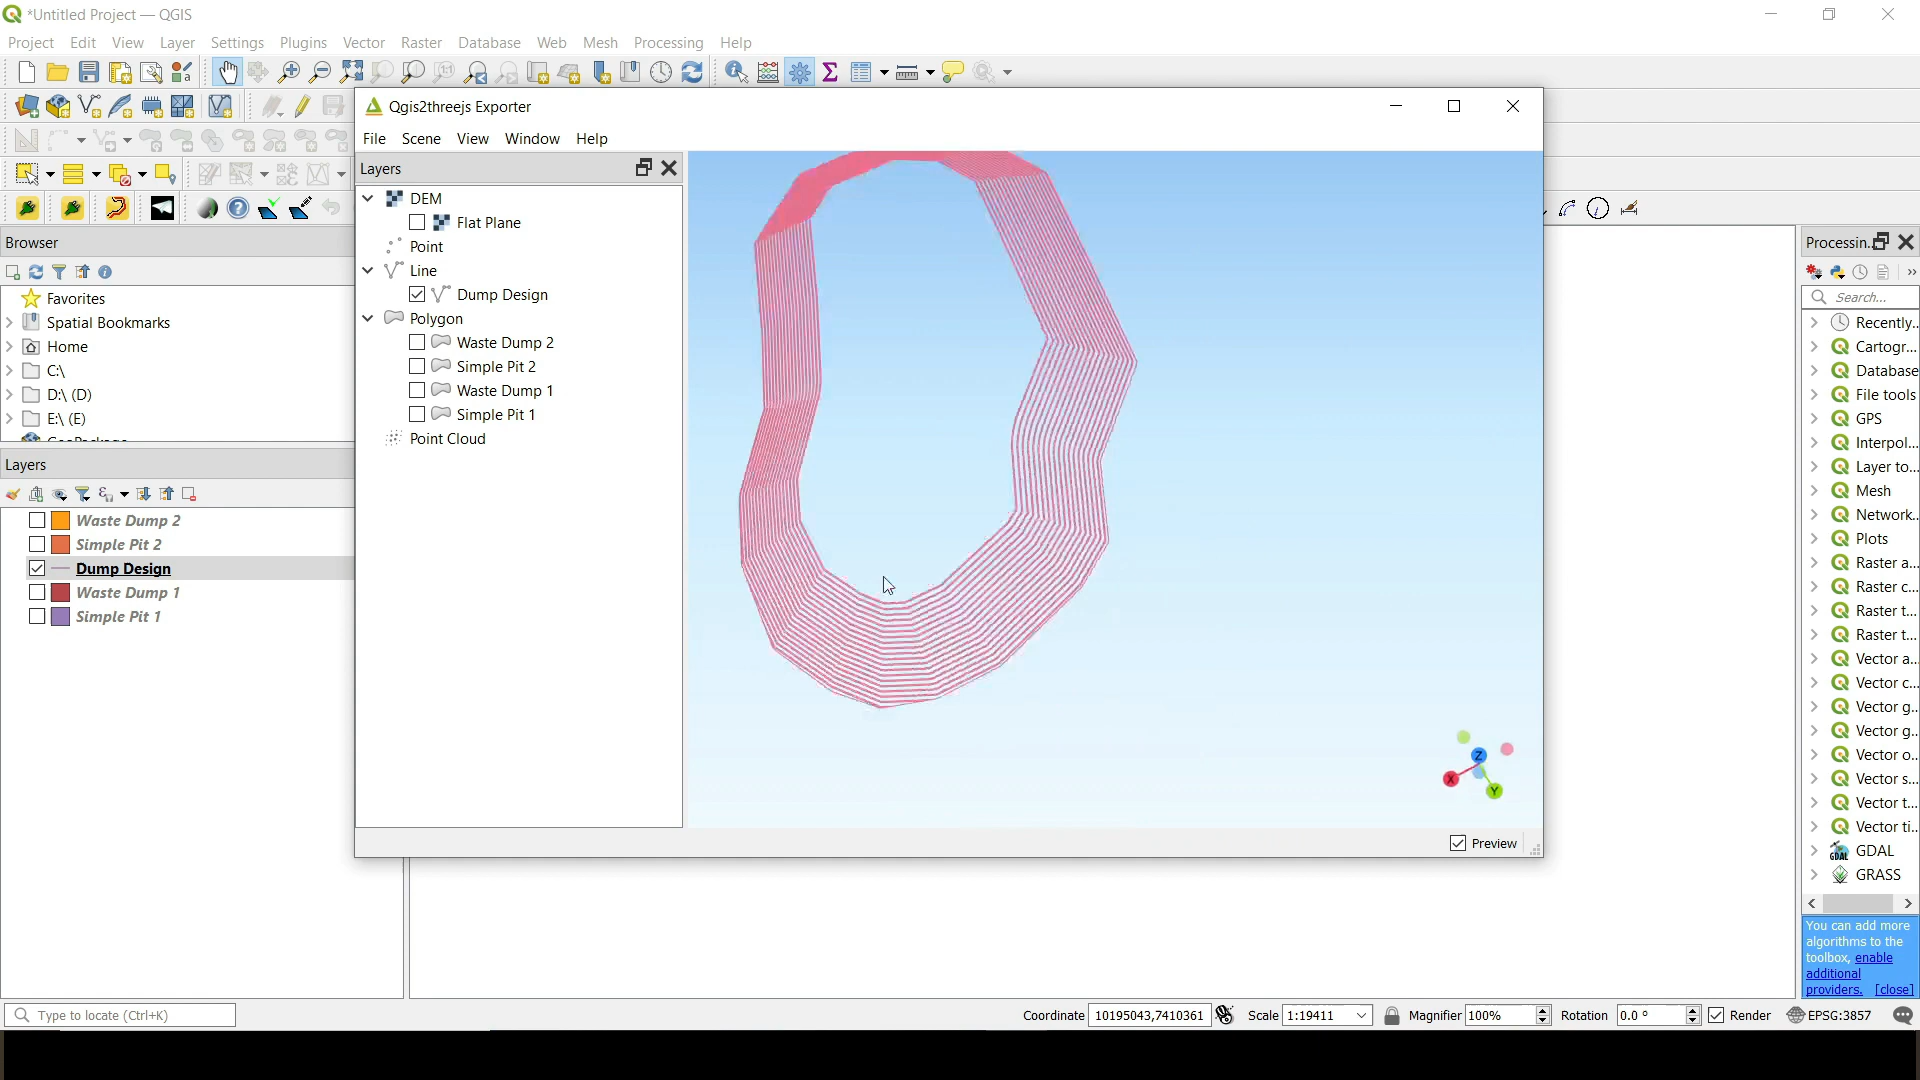 *Untitled Project — QGIS
Project Edit View Layer Settings Plugins Vector Raster Database Web Mesh Processing Help
Qgis2threejs Exporter
File Scene View Window Help
Layers
DEM
Flat Plane
Point
Line
Dump Design
Polygon
Waste Dump 2
Simple Pit 2
Waste Dump 1
Simple Pit 1
Point Cloud
X
Y
Z
Preview
Browser
Favorites
Spatial Bookmarks
Home
C:\
D:\ (D)
E:\ (E)
Layers
Waste Dump 2
Simple Pit 2
Dump Design
Waste Dump 1
Simple Pit 1
Processin...
Search...
Recently...
Cartogr...
Database
File tools
GPS
Interpol...
Layer to...
Mesh
Network...
Plots
Raster a...
Raster c...
Raster t...
Raster t...
Vector a...
Vector c...
Vector g...
Vector g...
Vector o...
Vector s...
Vector t...
Vector ti...
GDAL
GRASS
You can add more
algorithms to the
toolbox, enable
additional
providers. [close]
Type to locate (Ctrl+K)
Coordinate 10195043,7410361 Scale 1:19411 Magnifier 100% Rotation 0.0 ° Render EPSG:3857